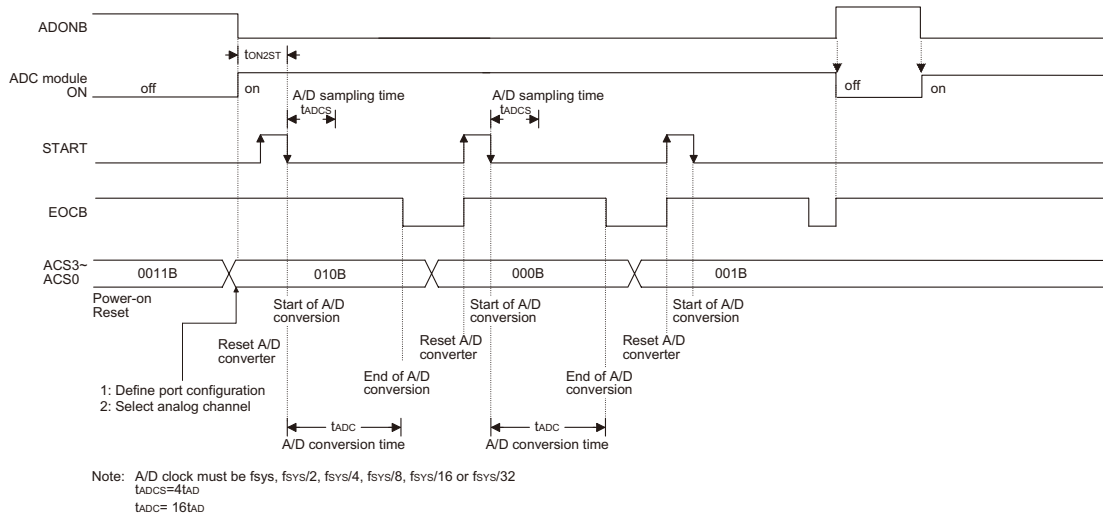 ADONB
tON2ST
ADC module
ON
off
on
off
on
A/D sampling time
tADCS
A/D sampling time
tADCS
START
EOCB
ACS3~
ACS0
0011B
010B
000B
001B
Power-on
Reset
Start of A/D
conversion
Start of A/D
conversion
Start of A/D
conversion
Reset A/D
converter
Reset A/D
converter
Reset A/D
converter
End of A/D
conversion
End of A/D
conversion
1: Define port configuration
2: Select analog channel
tADC
A/D conversion time
tADC
A/D conversion time
Note: A/D clock must be fsys, fSYS/2, fSYS/4, fSYS/8, fSYS/16 or fSYS/32
tADCS=4tAD
tADC= 16tAD